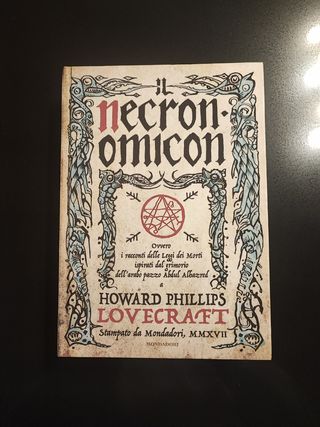 il
necron-
omicon
Ovvero
i racconti delle Leggi dei Morti
ispirati dal grimorio
dell'arabo pazzo Abdul Alhazred
a
HOWARD PHILLIPS
LOVECRAFT
Stampato da Mondadori, MMXVII
MONDADORI